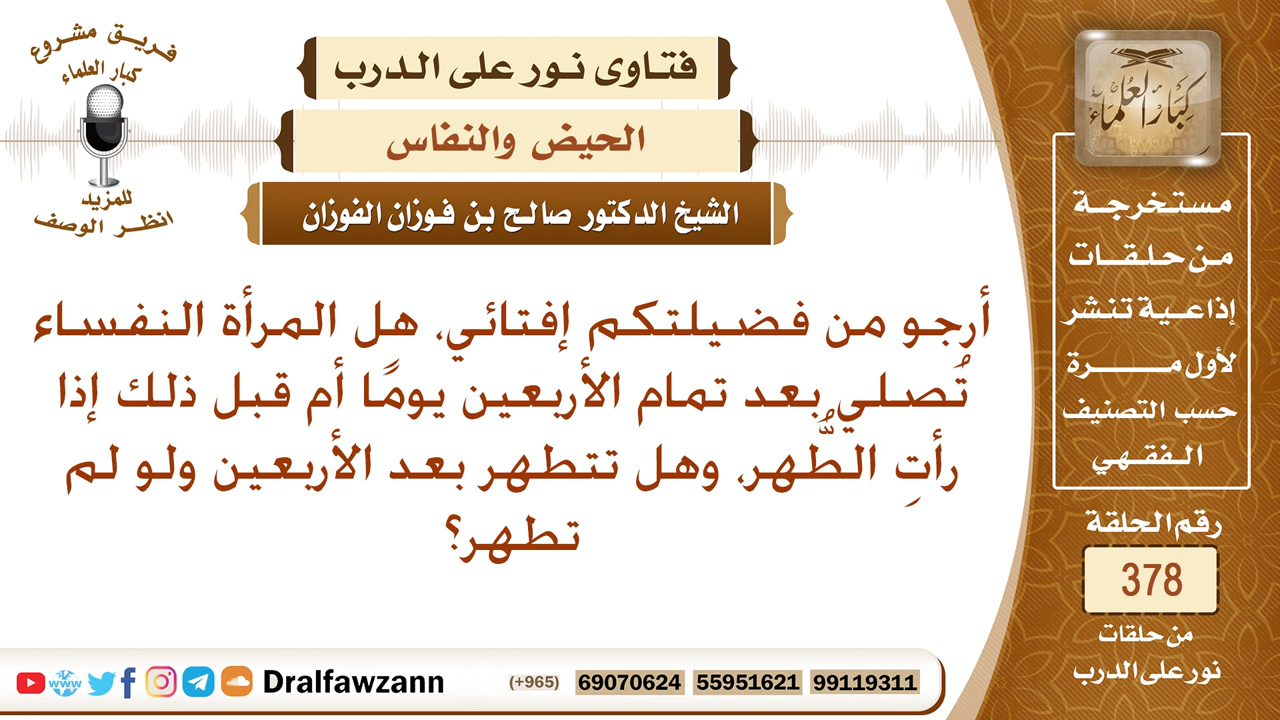 فريق مشروع
كبار العلماء
للمزيد
انظر الوصف
فتاوى نور على الدرب
الحيض والنفاس
الشيخ الدكتور صالح بن فوزان الفوزان
أرجو من فضيلتكم إفتائي، هل المرأة النفساء
تُصلي بعد تمام الأربعين يومًا أم قبل ذلك إذا
رأتِ الطُّهر، وهل تتطهر بعد الأربعين ولو لم
تطهر؟
كبار العلماء
مستخرجة
من حلقات
إذاعية تنشر
لأول مرة
حسب التصنيف
الفقهي
رقم الحلقة
378
من حلقات
نور على الدرب
www
Dralfawzann (+965) 69070624 55951621 99119311